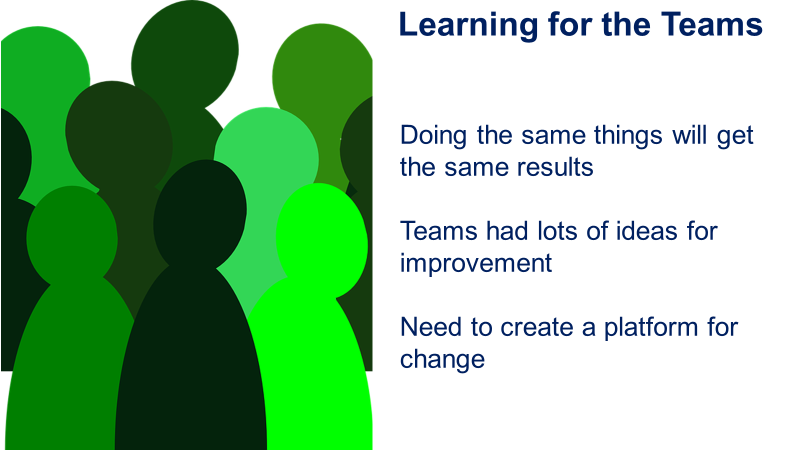 Learning for the Teams
Doing the same things will get
the same results
Teams had lots of ideas for
improvement
Need to create a platform for
change